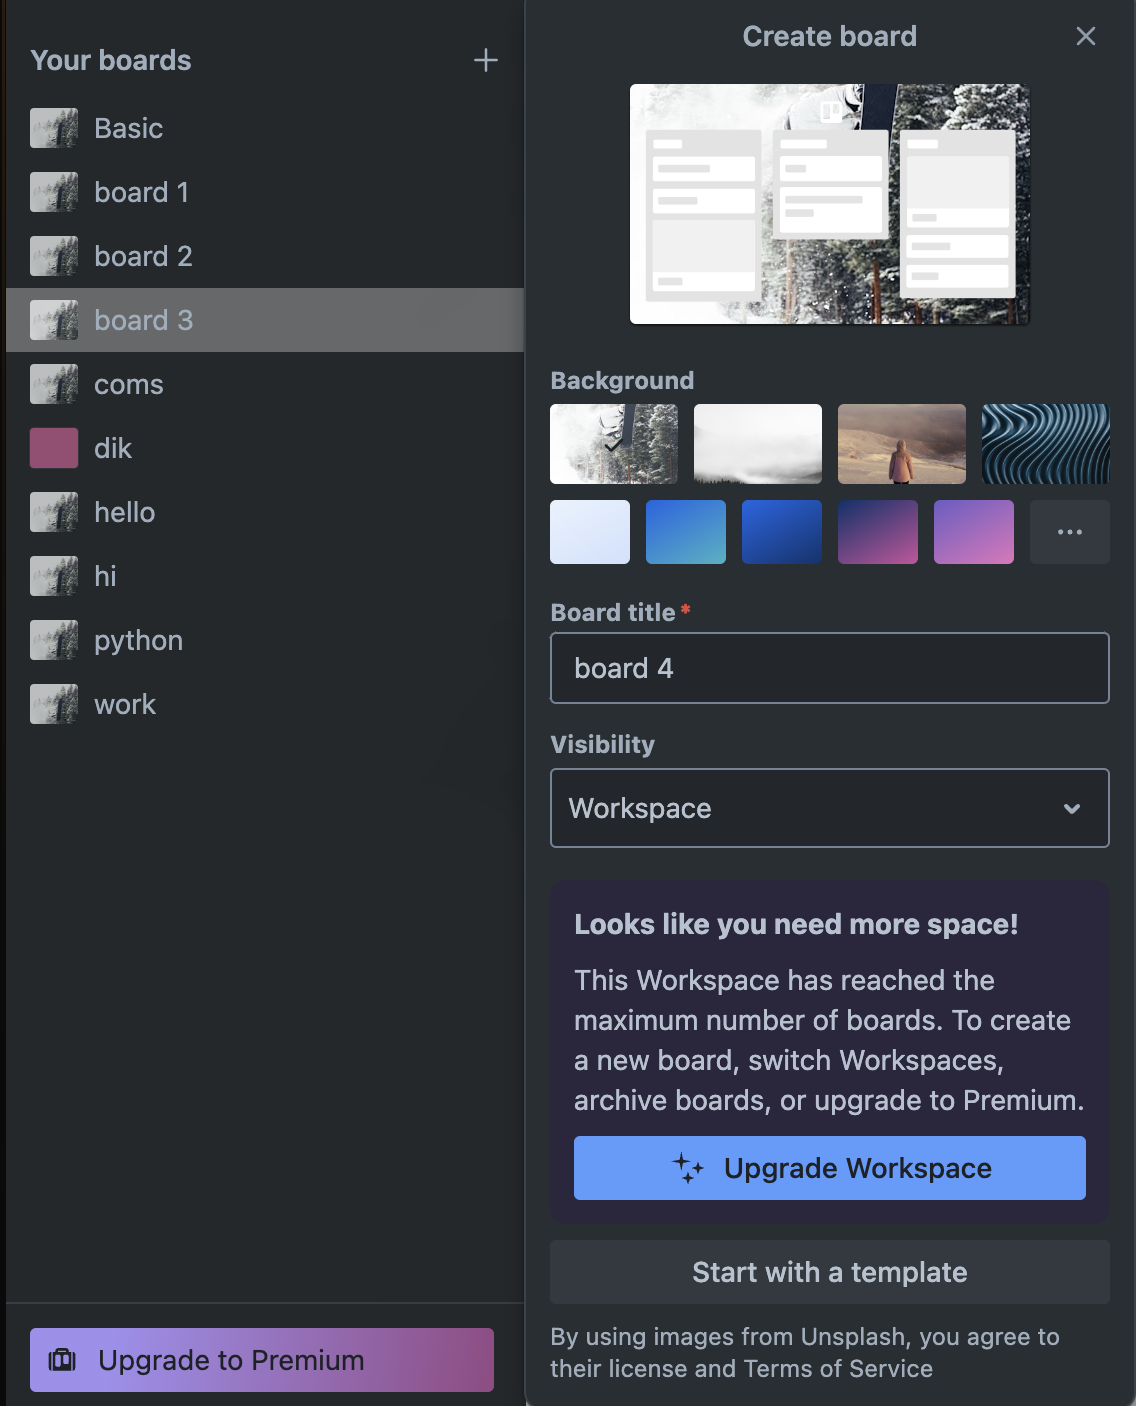 Your boards
Basic
board 1
board 2
board 3
coms
dik
hello
hi
python
work
Upgrade to Premium
Create board
Background
Board title*
board 4
Visibility
Workspace
Looks like you need more space!
This Workspace has reached the
maximum number of boards. To create
a new board, switch Workspaces,
archive boards, or upgrade to Premium.
Upgrade Workspace
Start with a template
By using images from Unsplash, you agree to
their license and Terms of Service